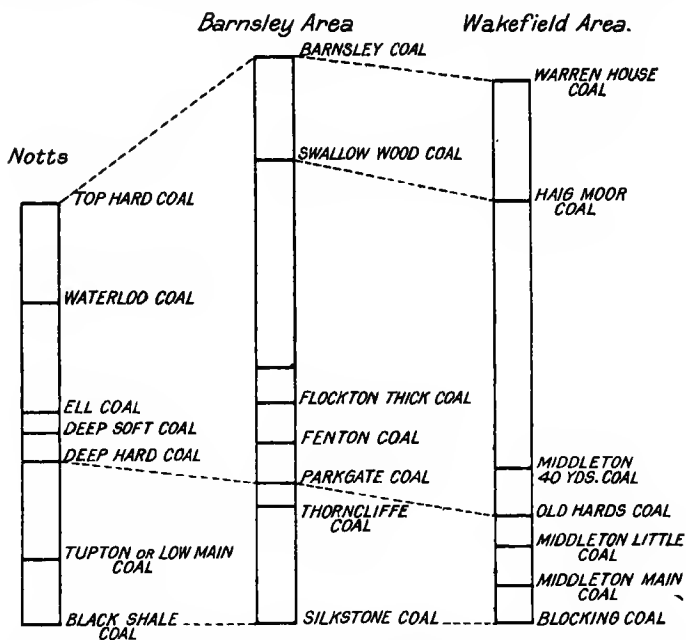 Barnsley Area
Wakefield Area.
Notts
TOP HARD COAL
WATERLOD COAL
ELL COAL
DEEP SOFT COAL
DEEP HARD COAL
TUPTON OR LOW MAIN
COAL
BLACK SHALE
COAL
BARNSLEY COAL
SWALLOW WOOD COAL
FLOCKTON THICK COAL
FENTON COAL
PARKGATE COAL
THORNCLIFFE
COAL
SILKSTONE COAL
WARREN HOUSE
COAL
HAIG MOOR
COAL
MIDDLETON
40 YDS. COAL
OLD HARDS COAL
MIDDLETON LITTLE
COAL
MIDDLETON MAIN
COAL
BLOCKING COAL